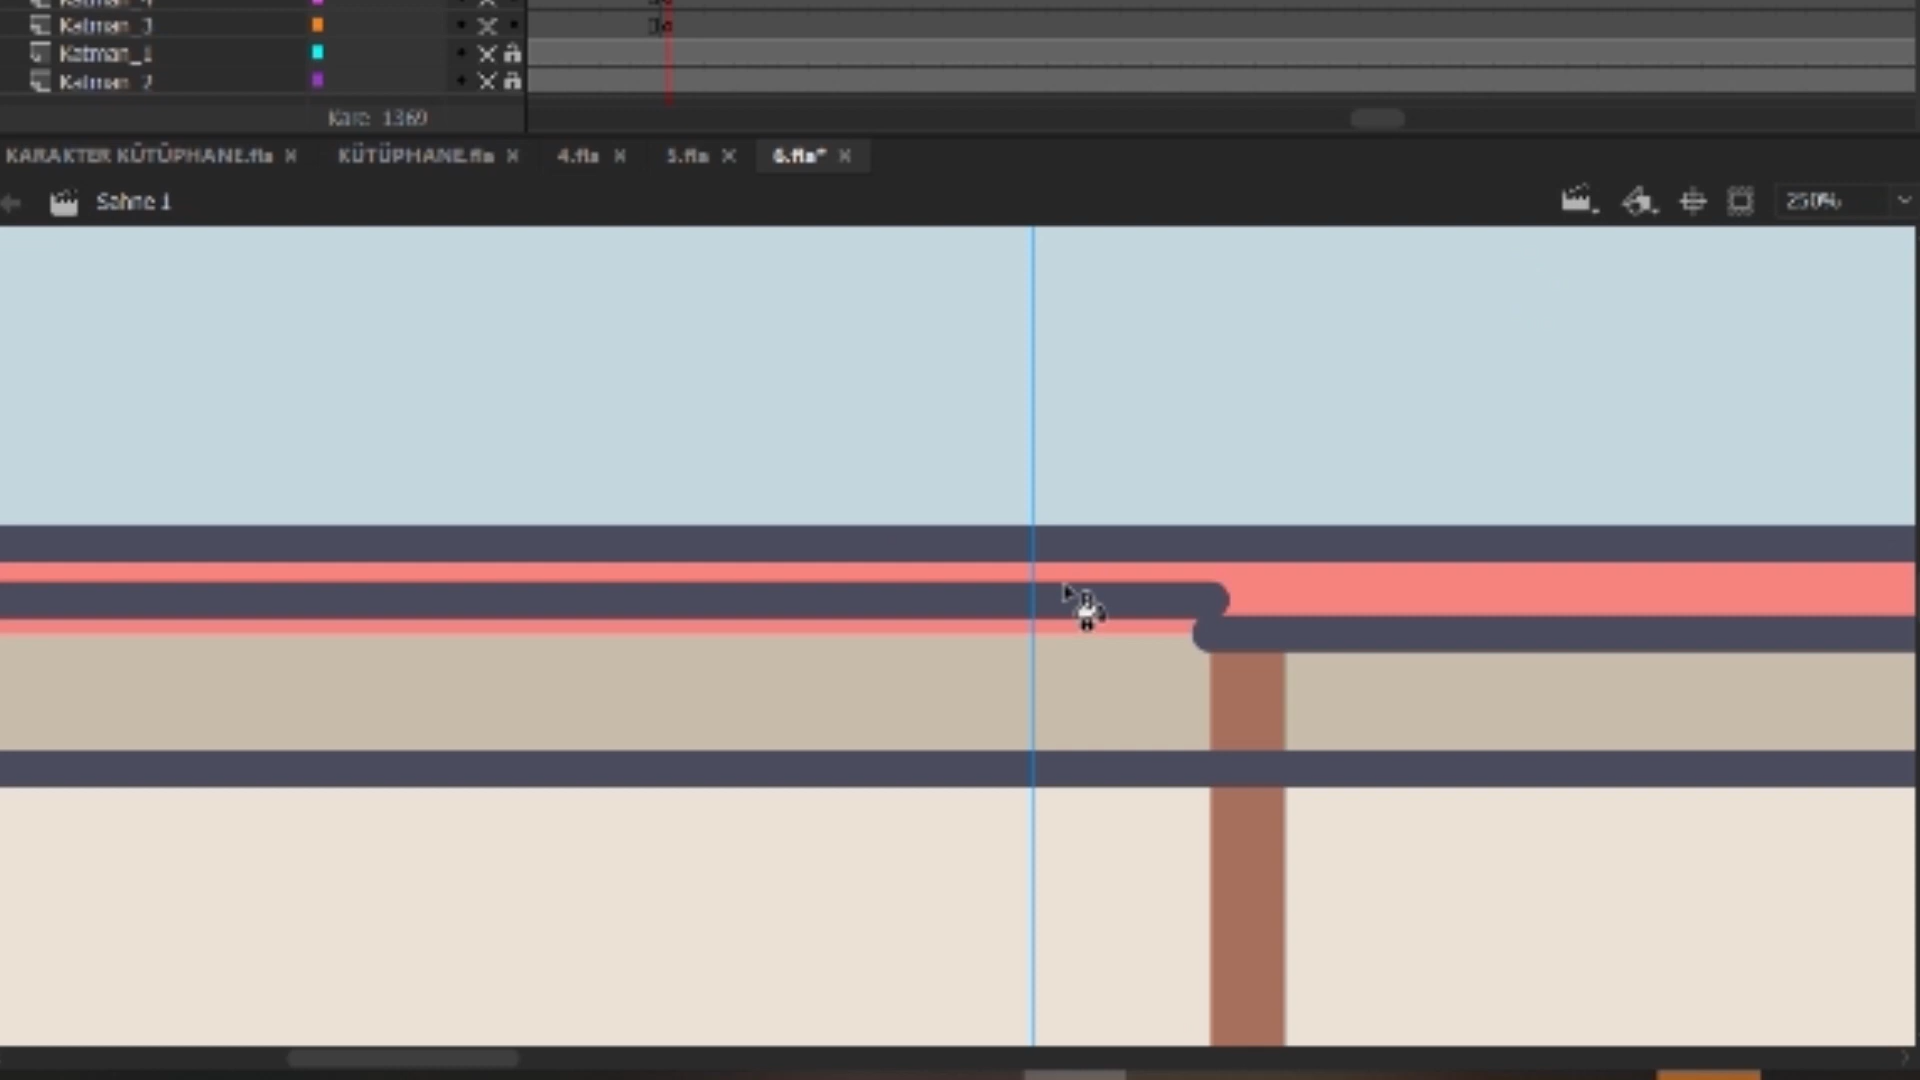 Katman_4
Katman_3
Katman_1
Katman_2
Kare 1369
KARAKTER KÜTÜPHANE.fla × KÜTÜPHANE.fla × 4.fla × 5.fla × 6.fla* ×
Sahne 1 250%